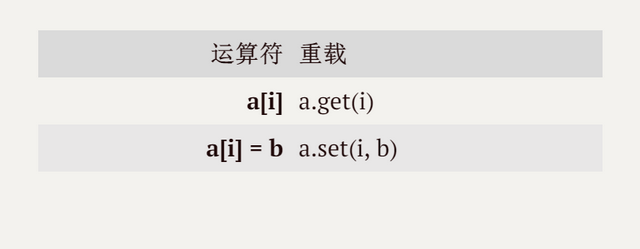 运算符 重载
a[i] a.get(i)
a[i] = b a.set(i, b)